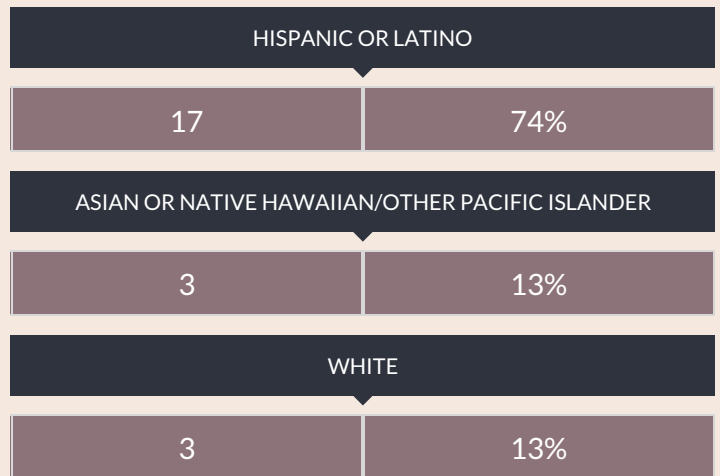 HISPANIC OR LATINO
17 74%
ASIAN OR NATIVE HAWAIIAN/OTHER PACIFIC ISLANDER
3 13%
WHITE
3 13%